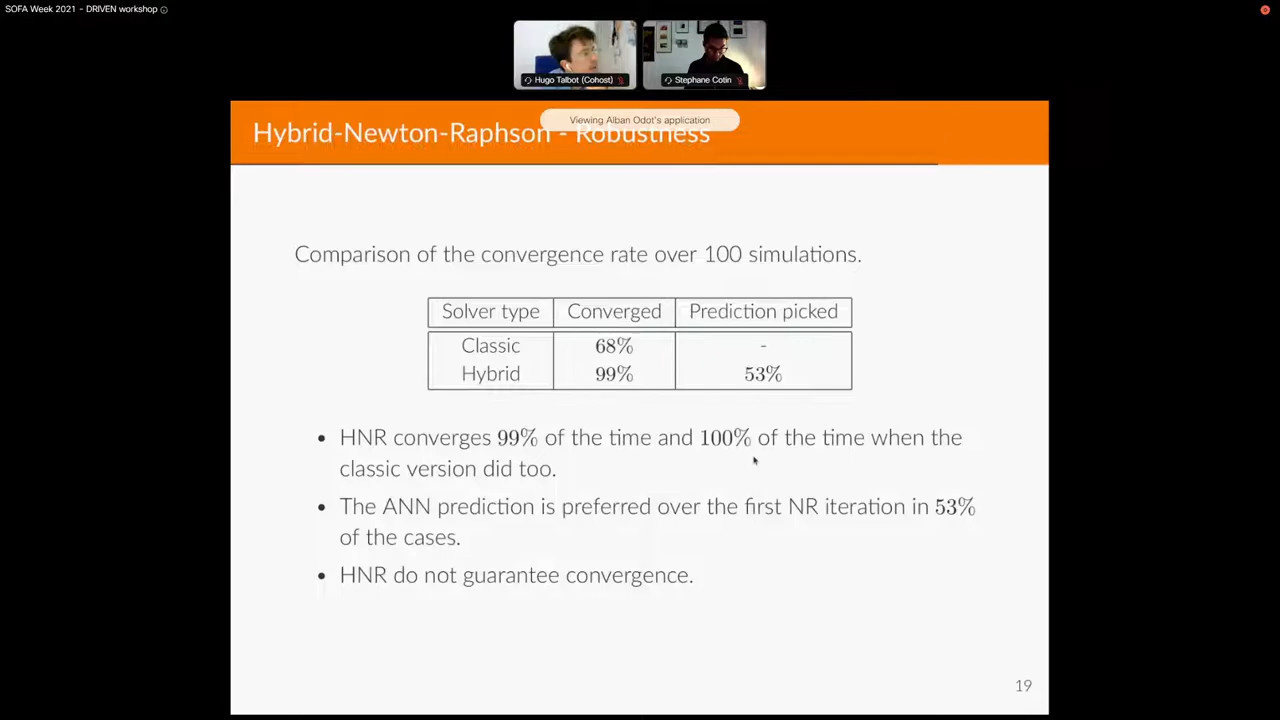 SOFA Week 2021 - DRIVEN workshop
Hugo Talbot (Cohost)
Stephane Cotin
Viewing Alban Odot's application
Hybrid-Newton-Raphson - Robustness
Comparison of the convergence rate over 100 simulations.
Solver type Converged Prediction picked
Classic 68% -
Hybrid 99% 53%
• HNR converges 99% of the time and 100% of the time when the
classic version did too.
• The ANN prediction is preferred over the first NR iteration in 53%
of the cases.
• HNR do not guarantee convergence.
19